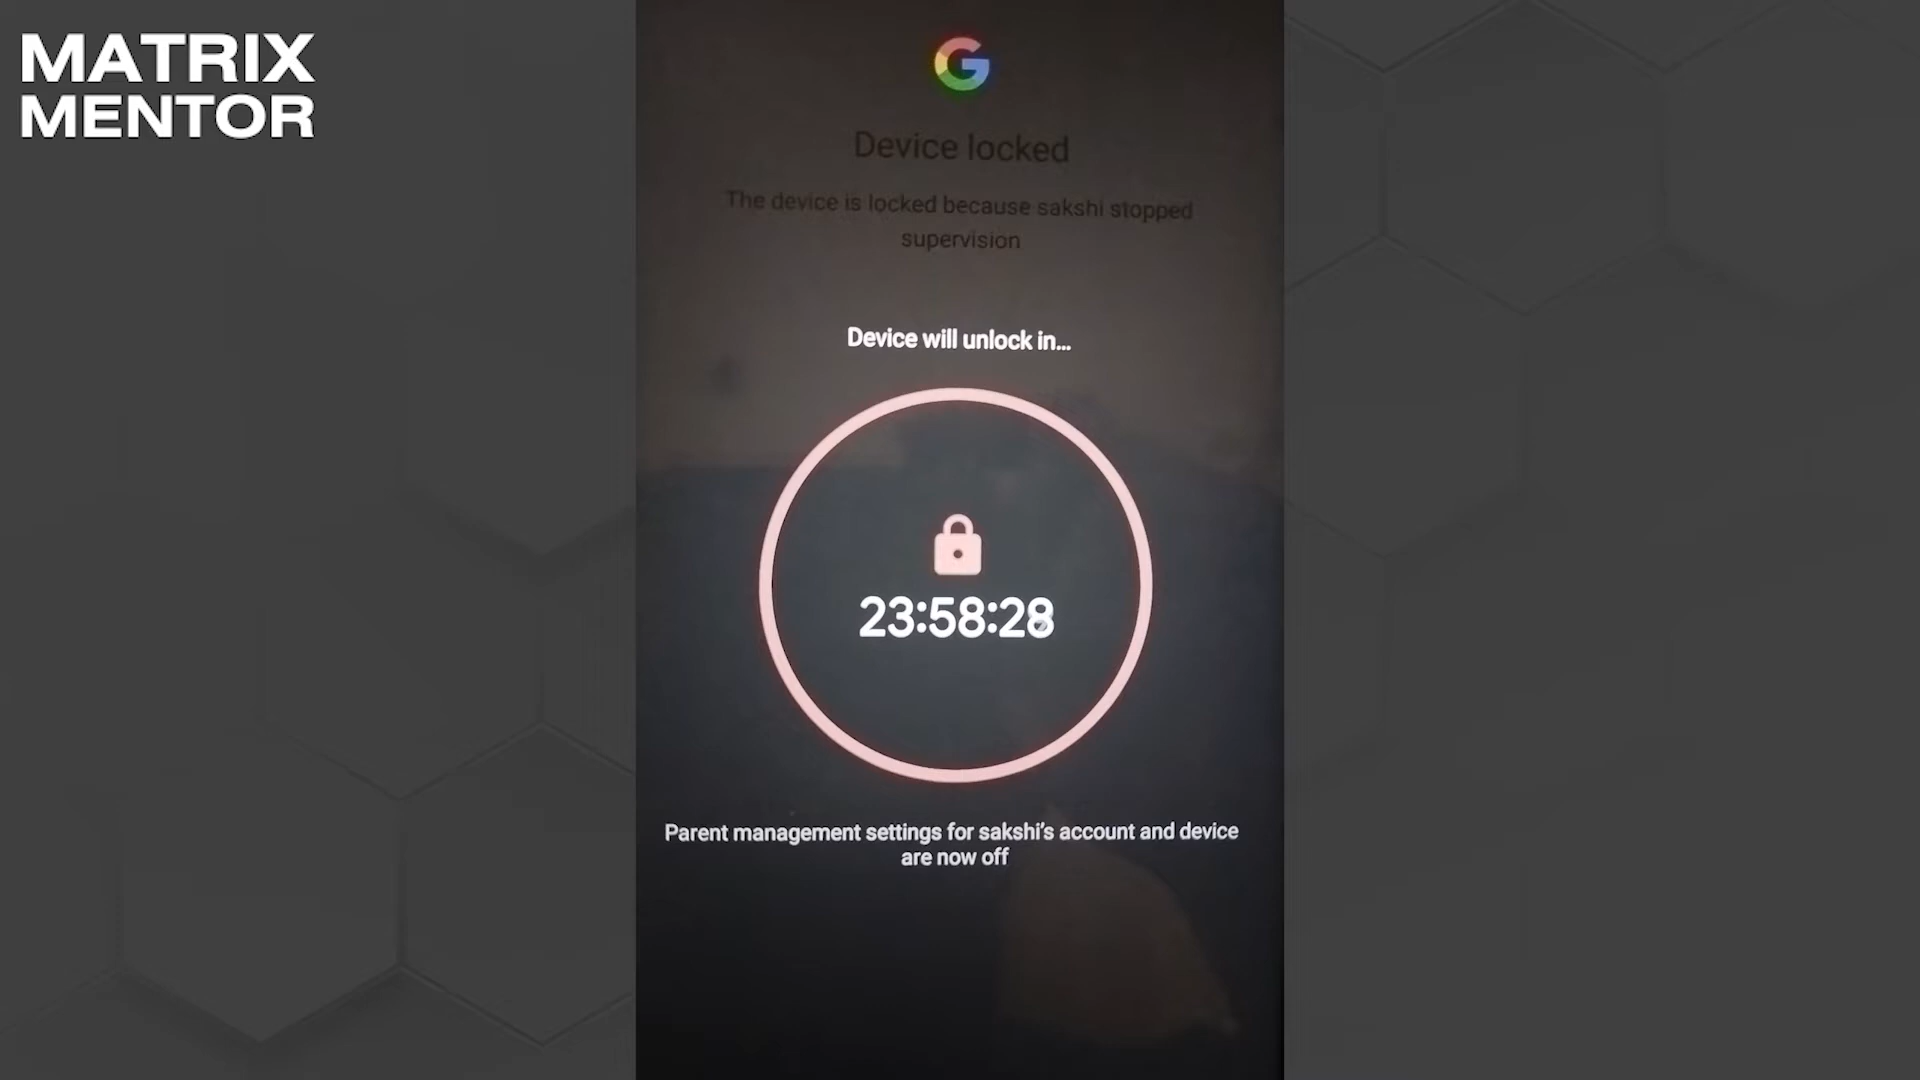 MATRIX
MENTOR
Device locked
The device is locked because sakshi stopped
supervision
Device will unlock in...
23:58:28
Parent management settings for sakshi's account and device
are now off